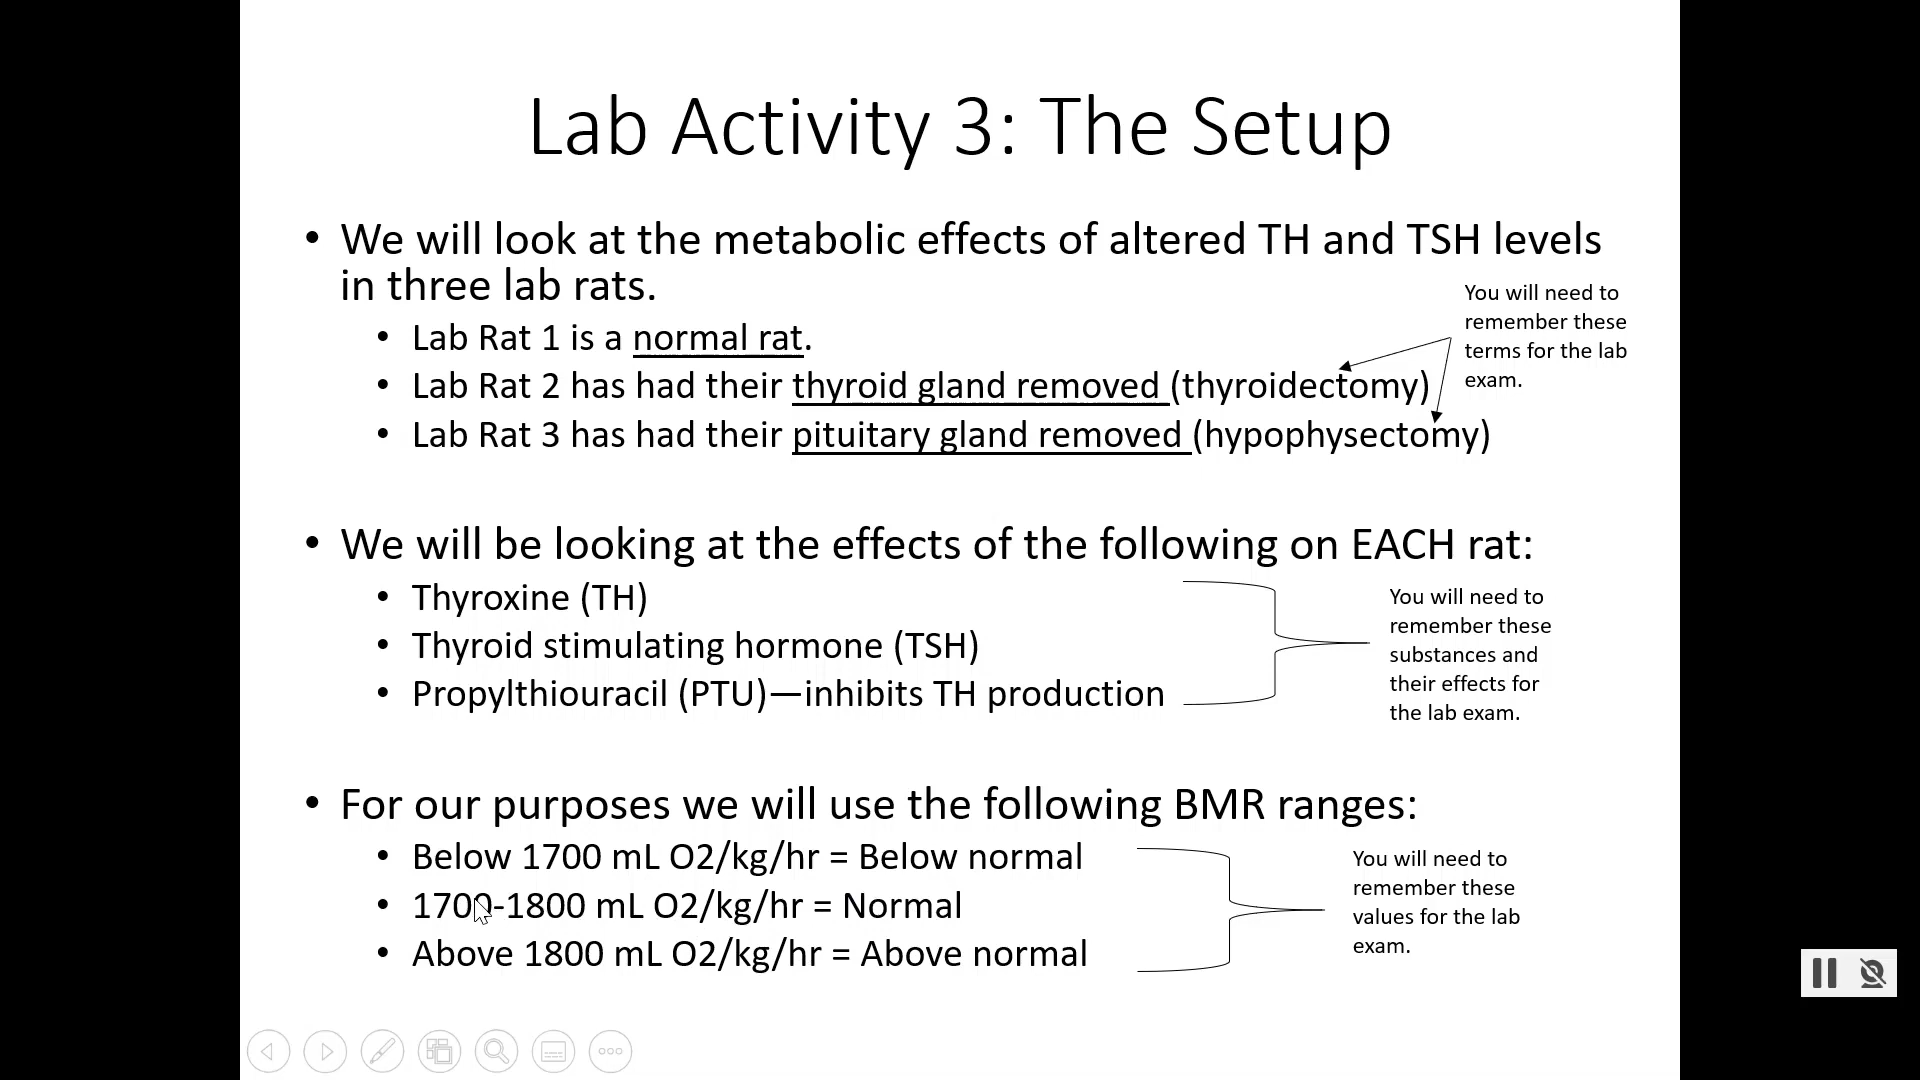 Lab Activity 3: The Setup
• We will look at the metabolic effects of altered TH and TSH levels
in three lab rats.
• Lab Rat 1 is a normal rat.
• Lab Rat 2 has had their thyroid gland removed (thyroidectomy)
• Lab Rat 3 has had their pituitary gland removed (hypophysectomy)
You will need to
remember these
terms for the lab
exam.
• We will be looking at the effects of the following on EACH rat:
• Thyroxine (TH)
• Thyroid stimulating hormone (TSH)
• Propylthiouracil (PTU)—inhibits TH production
You will need to
remember these
substances and
their effects for
the lab exam.
• For our purposes we will use the following BMR ranges:
• Below 1700 mL O2/kg/hr = Below normal
• 1700-1800 mL O2/kg/hr = Normal
• Above 1800 mL O2/kg/hr = Above normal
You will need to
remember these
values for the lab
exam.